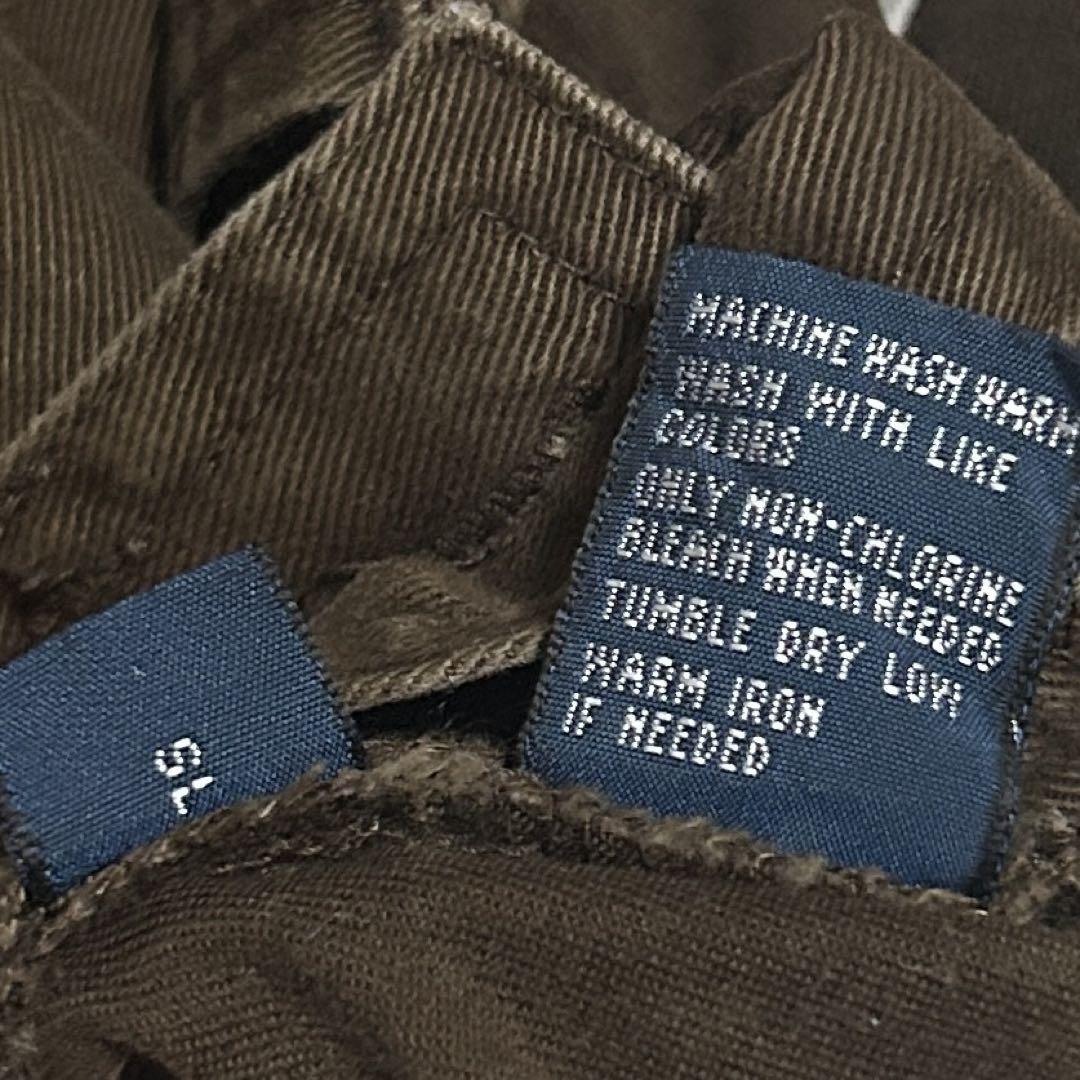 MACHINE WASH WARM
WASH WITH LIKE
COLORS
ONLY NON-CHLORINE
BLEACH WHEN NEEDED
TUMBLE DRY LOW
WARM IRON
IF NEEDED